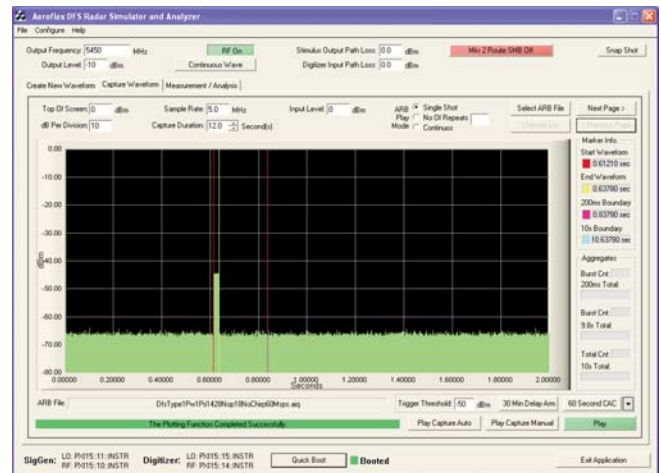 Aeroflex DFS Radar Simulator and Analyzer
File Configure Help
Output Frequency: 5450 MHz RF On Stimulus Output Path Loss: 0.0 dBm Mkr 2 Route SMB Off Snap Shot
Output Level: -10 dBm Continuous Wave Digitizer Input Path Loss: 0.0 dBm
Create New Waveform Capture Waveform Measurement / Analysis
Top Of Screen: 0 dBm Sample Rate: 5.0 MHz Input Level: 0 dBm ARB Play Mode Single Shot Select ARB File Next Page >
dB Per Division: 10 Capture Duration: 12.0 Second(s) No Of Repeats Channel List < Previous Page
Continuos
Marker Info.
Start Waveform
0.61210 sec
End Waveform
0.63780 sec
200ms Boundary
0.83780 sec
10s Boundary
10.63780 sec
Aggregates
Burst Cnt:
200ms Total:
Burst Cnt:
9.8s Total:
Total Cnt:
10s Total:
0.00
-10.00
-20.00
-30.00
-40.00
-50.00
-60.00
-70.00
-80.00
dBm
0.00000 0.20000 0.40000 0.60000 0.80000 1.00000 1.20000 1.40000 1.60000 1.80000 2.00000
Seconds
ARB File: DfsType1Pw1Pri1428Nop18NoChirp60Msps.aiq Trigger Threshold: -50 dBm 30 Min Delay Arm 60 Second CAC
The Plotting Function Completed Successfully. Play Capture Auto Play Capture Manual Play
SigGen: LO: PXI15::11::INSTR Digitizer: LO: PXI15::15::INSTR Quick Boot Booted Exit Application
RF: PXI15::10::INSTR RF: PXI15::14::INSTR